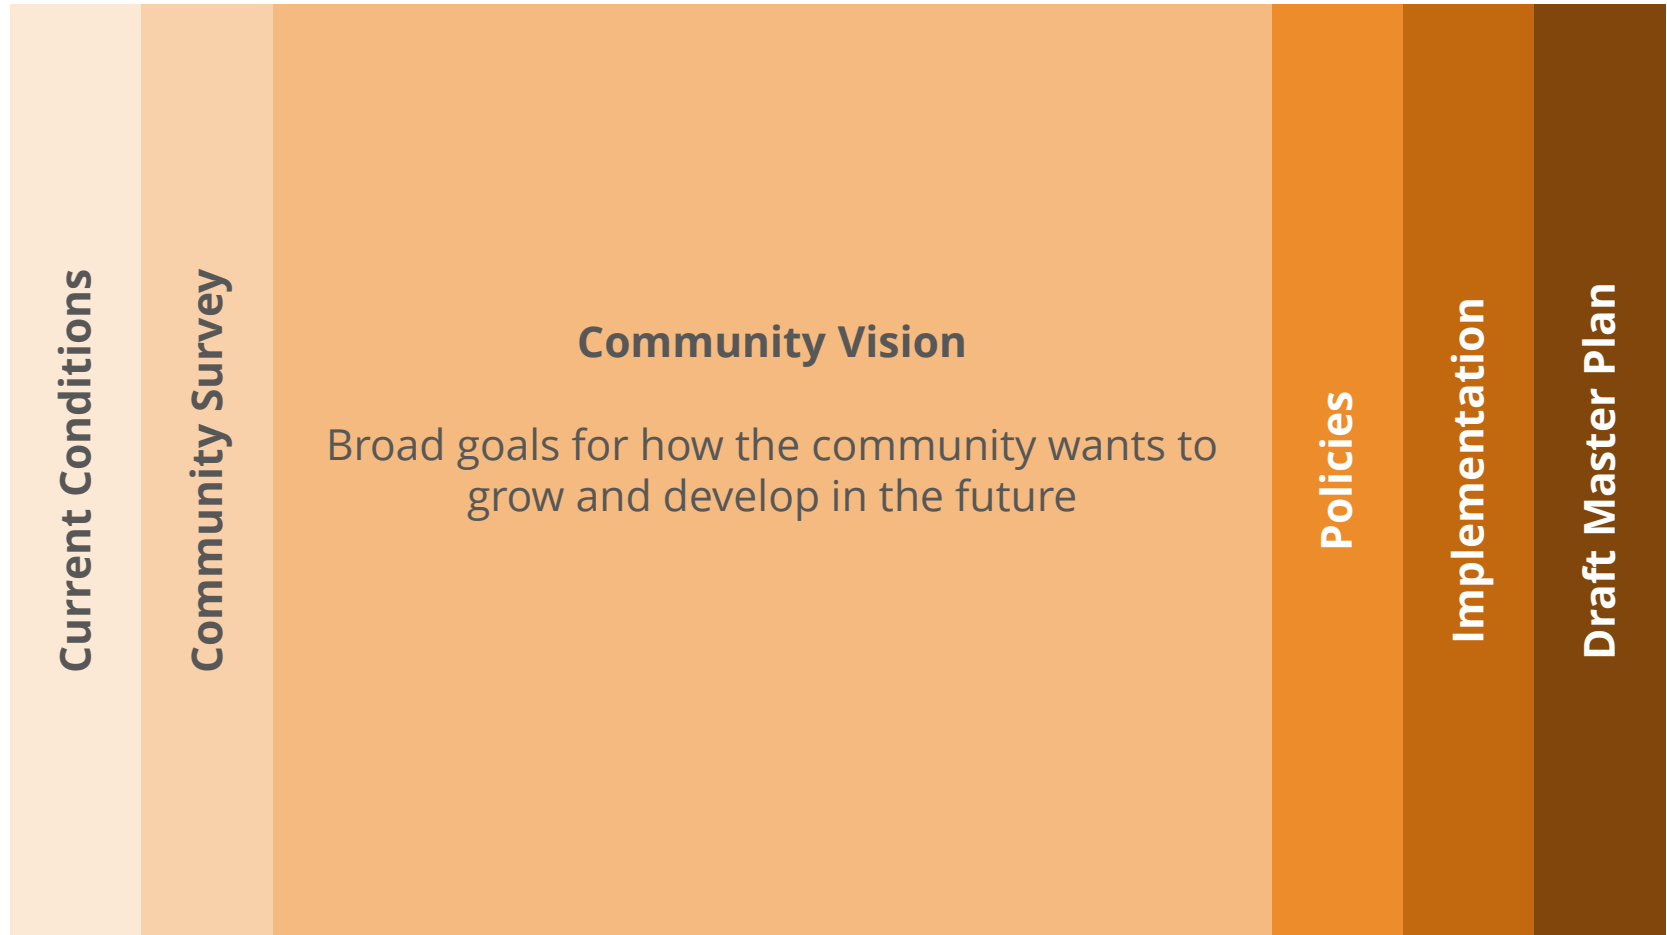 Current Conditions
Community Survey
Community Vision
Broad goals for how the community wants to
grow and develop in the future
Policies
Implementation
Draft Master Plan